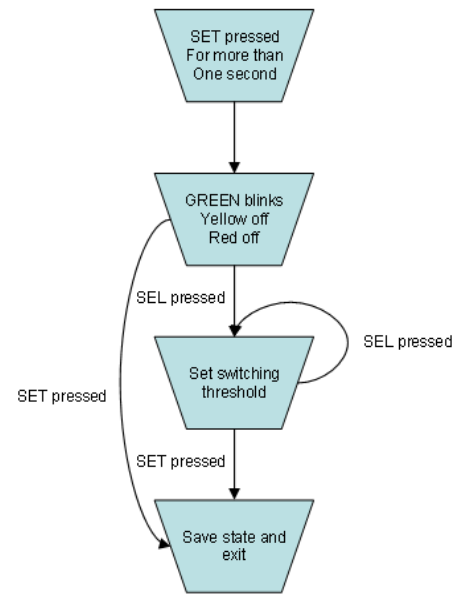 SET pressed
For more than
One second
GREEN blinks
Yellow off
Red off
SEL pressed
SEL pressed
Set switching
threshold
SET pressed
SET pressed
Save state and
exit